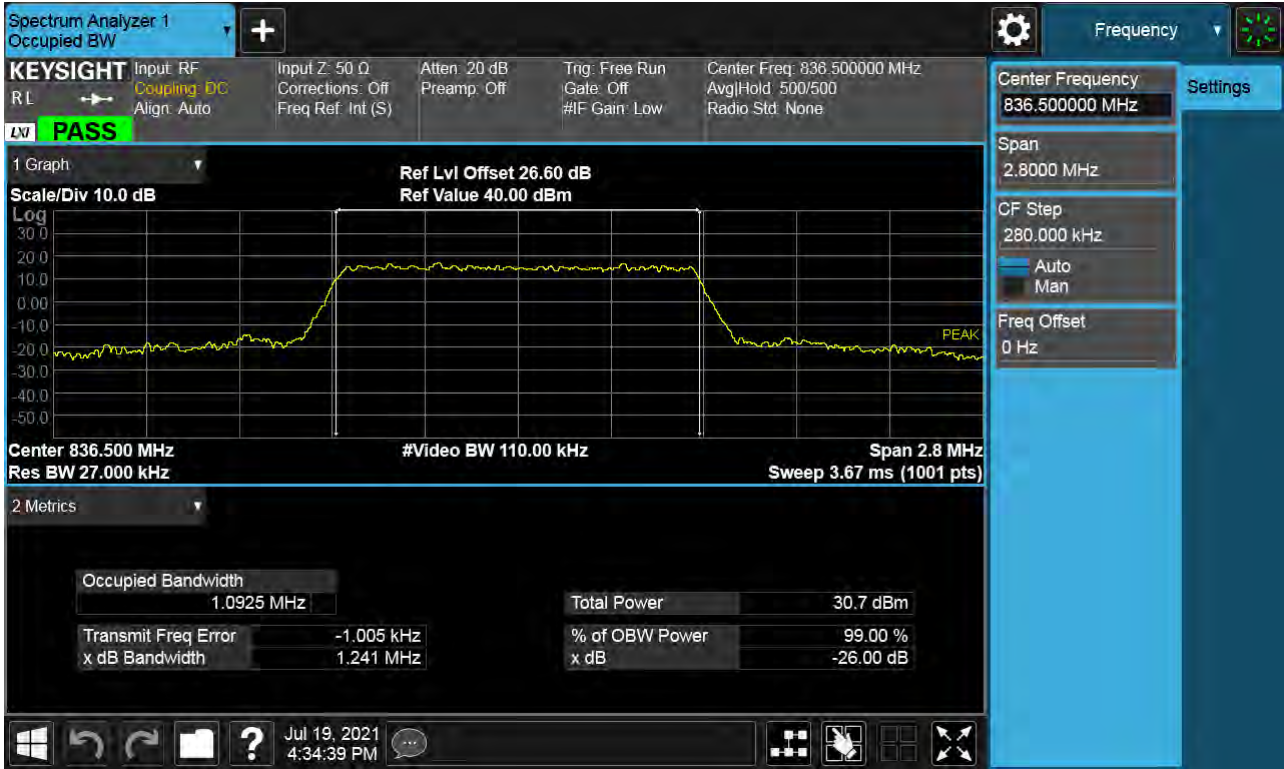 Spectrum Analyzer 1
Occupied BW
Frequency
KEYSIGHT
RL
LXI
PASS
Input: RF
Coupling: DC
Align: Auto
Input Z: 50 Ω
Corrections: Off
Freq Ref: Int (S)
Atten: 20 dB
Preamp: Off
Trig: Free Run
Gate: Off
#IF Gain: Low
Center Freq: 836.500000 MHz
Avg|Hold: 500/500
Radio Std: None
Center Frequency
836.500000 MHz
Settings
Span
2.8000 MHz
CF Step
280.000 kHz
Auto
Man
Freq Offset
0 Hz
1 Graph
Scale/Div 10.0 dB
Ref Lvl Offset 26.60 dB
Ref Value 40.00 dBm
Log
30.0
20.0
10.0
0.00
-10.0
-20.0
-30.0
-40.0
-50.0
PEAK
Center 836.500 MHz
#Video BW 110.00 kHz
Span 2.8 MHz
Res BW 27.000 kHz
Sweep 3.67 ms (1001 pts)
2 Metrics
Occupied Bandwidth
1.0925 MHz
Total Power 30.7 dBm
Transmit Freq Error -1.005 kHz
% of OBW Power 99.00 %
x dB Bandwidth 1.241 MHz
x dB -26.00 dB
?
Jul 19, 2021
4:34:39 PM